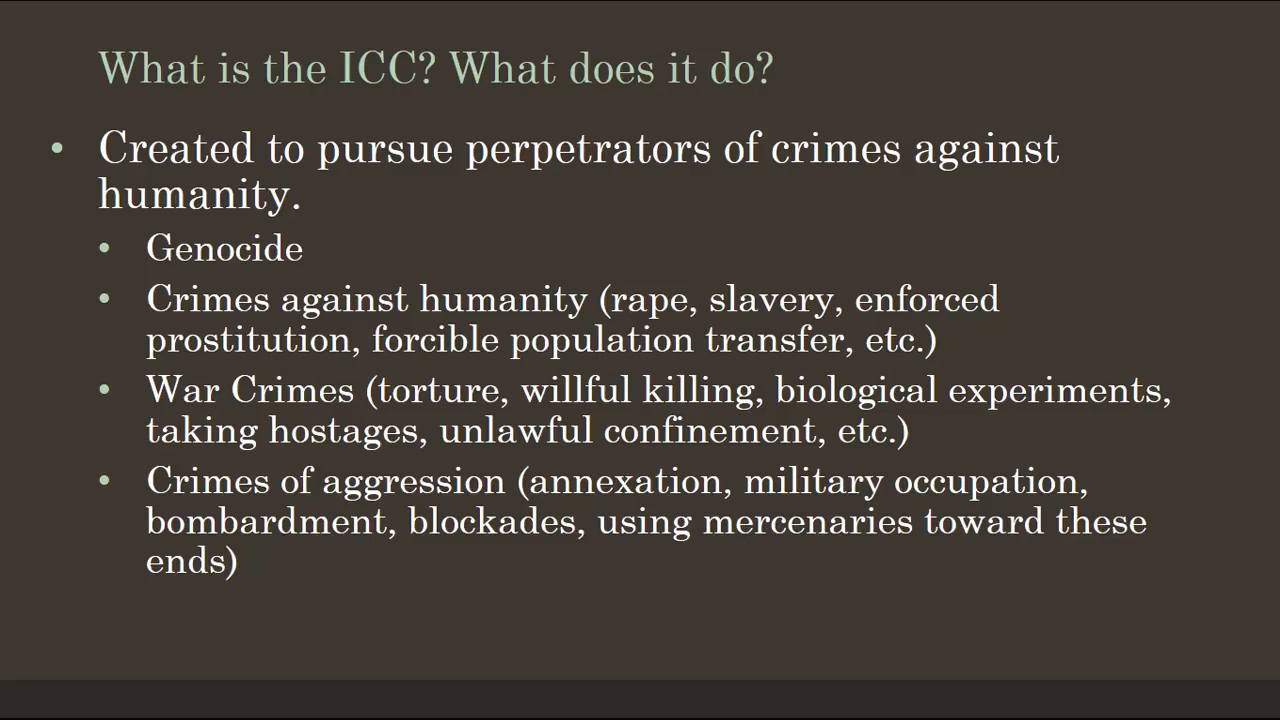 What is the ICC? What does it do?
• Created to pursue perpetrators of crimes against
humanity.
• Genocide
• Crimes against humanity (rape, slavery, enforced
prostitution, forcible population transfer, etc.)
• War Crimes (torture, willful killing, biological experiments,
taking hostages, unlawful confinement, etc.)
• Crimes of aggression (annexation, military occupation,
bombardment, blockades, using mercenaries toward these
ends)